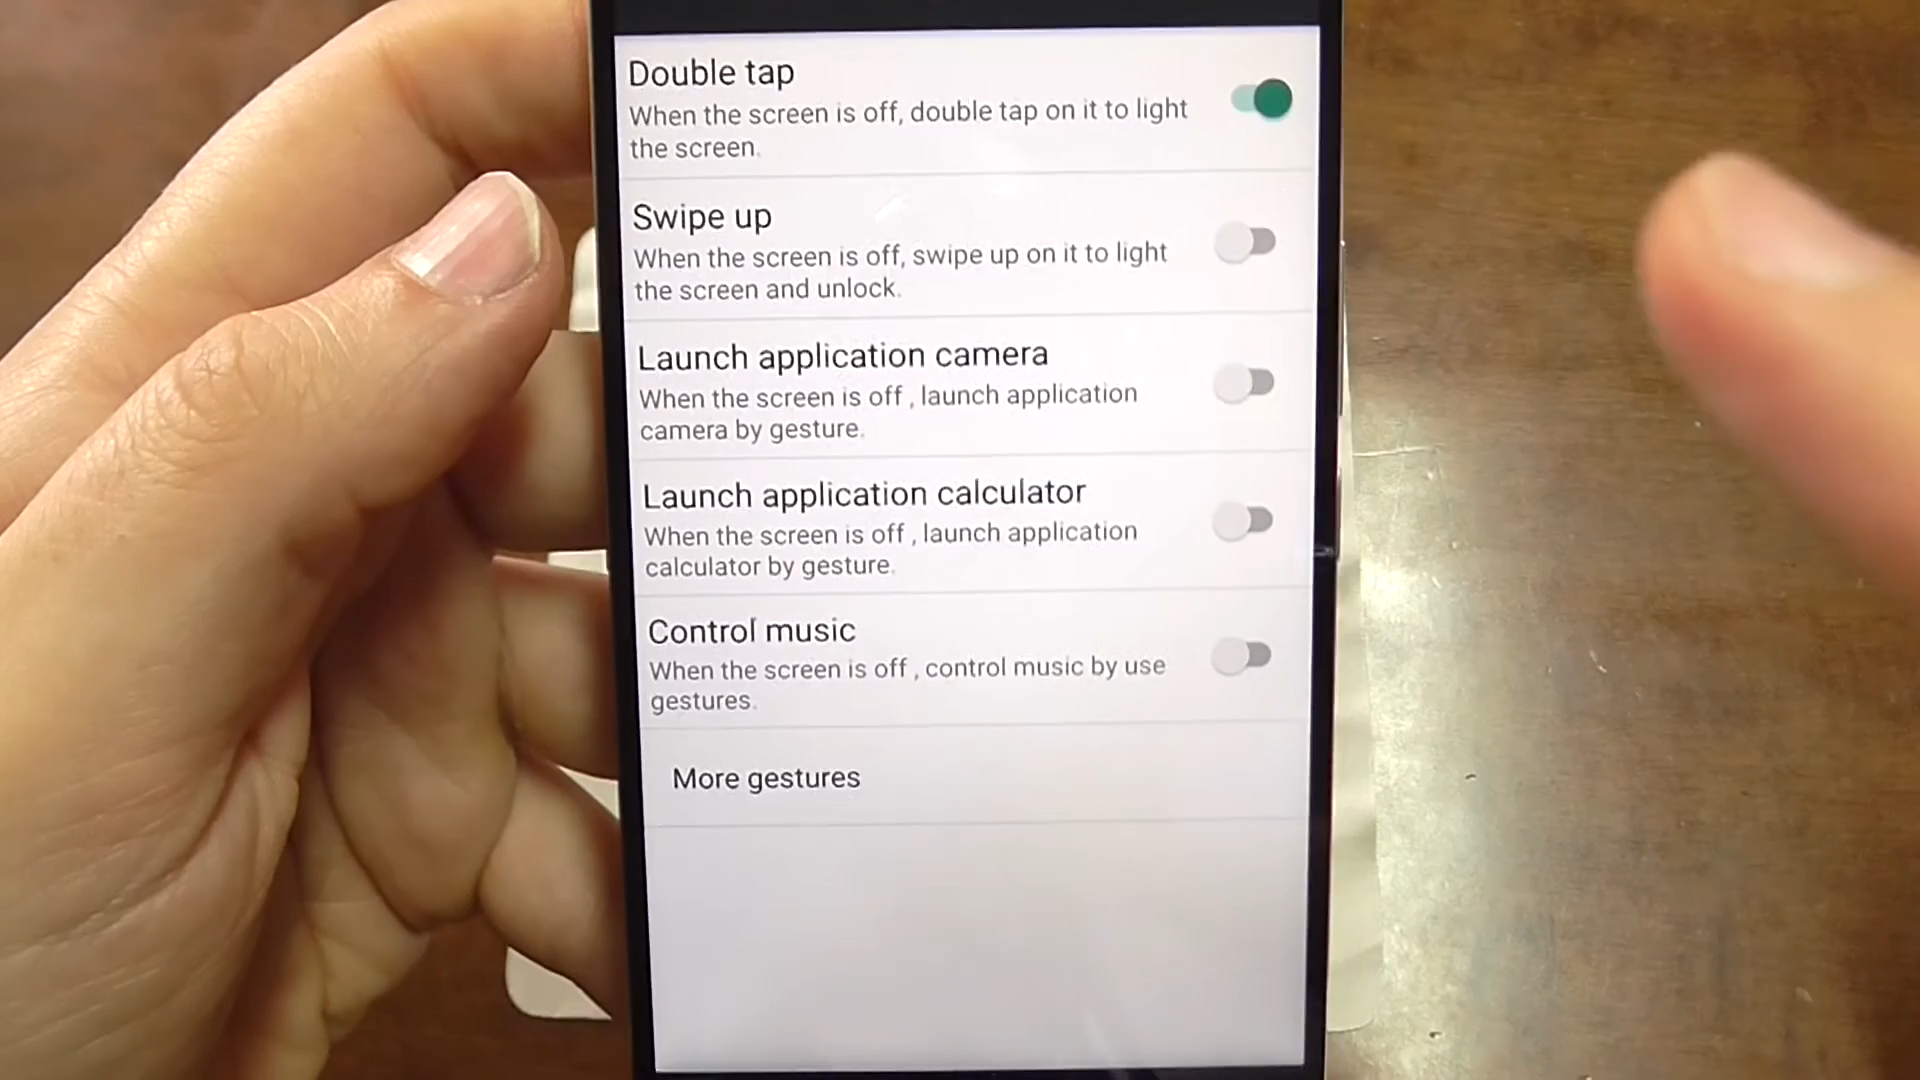 Double tap
When the screen is off, double tap on it to light
the screen.
Swipe up
When the screen is off, swipe up on it to light
the screen and unlock.
Launch application camera
When the screen is off , launch application
camera by gesture.
Launch application calculator
When the screen is off , launch application
calculator by gesture.
Control music
When the screen is off , control music by use
gestures.
More gestures